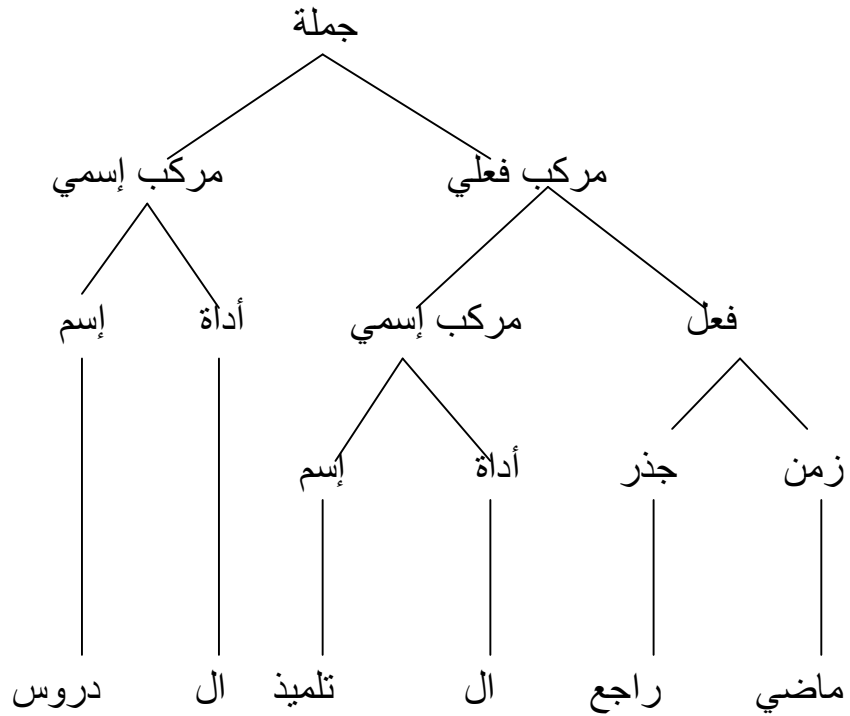 جملة
مركب فعلي مركب إسمي
فعل مركب إسمي أداة إسم
زمن جذر أداة إسم
ماضي راجع ال تلميذ ال دروس